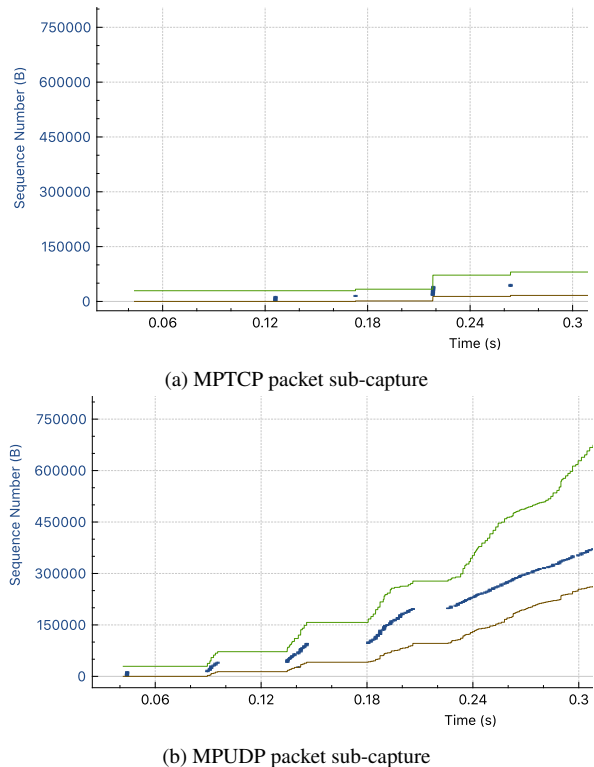 750000
600000
450000
300000
150000
0
Sequence Number (B)
0.06 0.12 0.18 0.24 0.3
Time (s)
(a) MPTCP packet sub-capture
750000
600000
450000
300000
150000
0
Sequence Number (B)
0.06 0.12 0.18 0.24 0.3
Time (s)
(b) MPUDP packet sub-capture